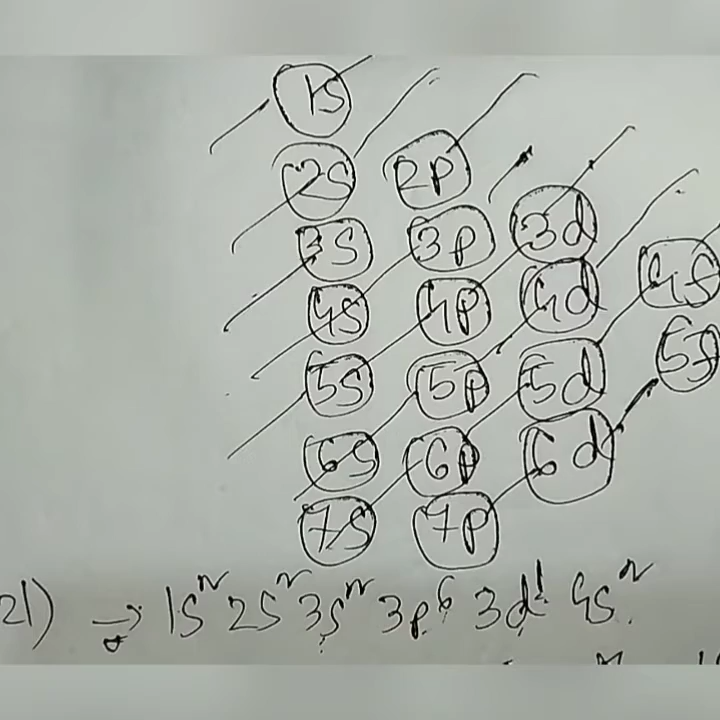 1s
2s 2p
3s 3p 3d
4s 4p 4d 4f
5s 5p 5d 5f
6s 6p 6d
7s 7p
21) → 1s² 2s² 3s² 3p⁶ 3d¹ 4s²